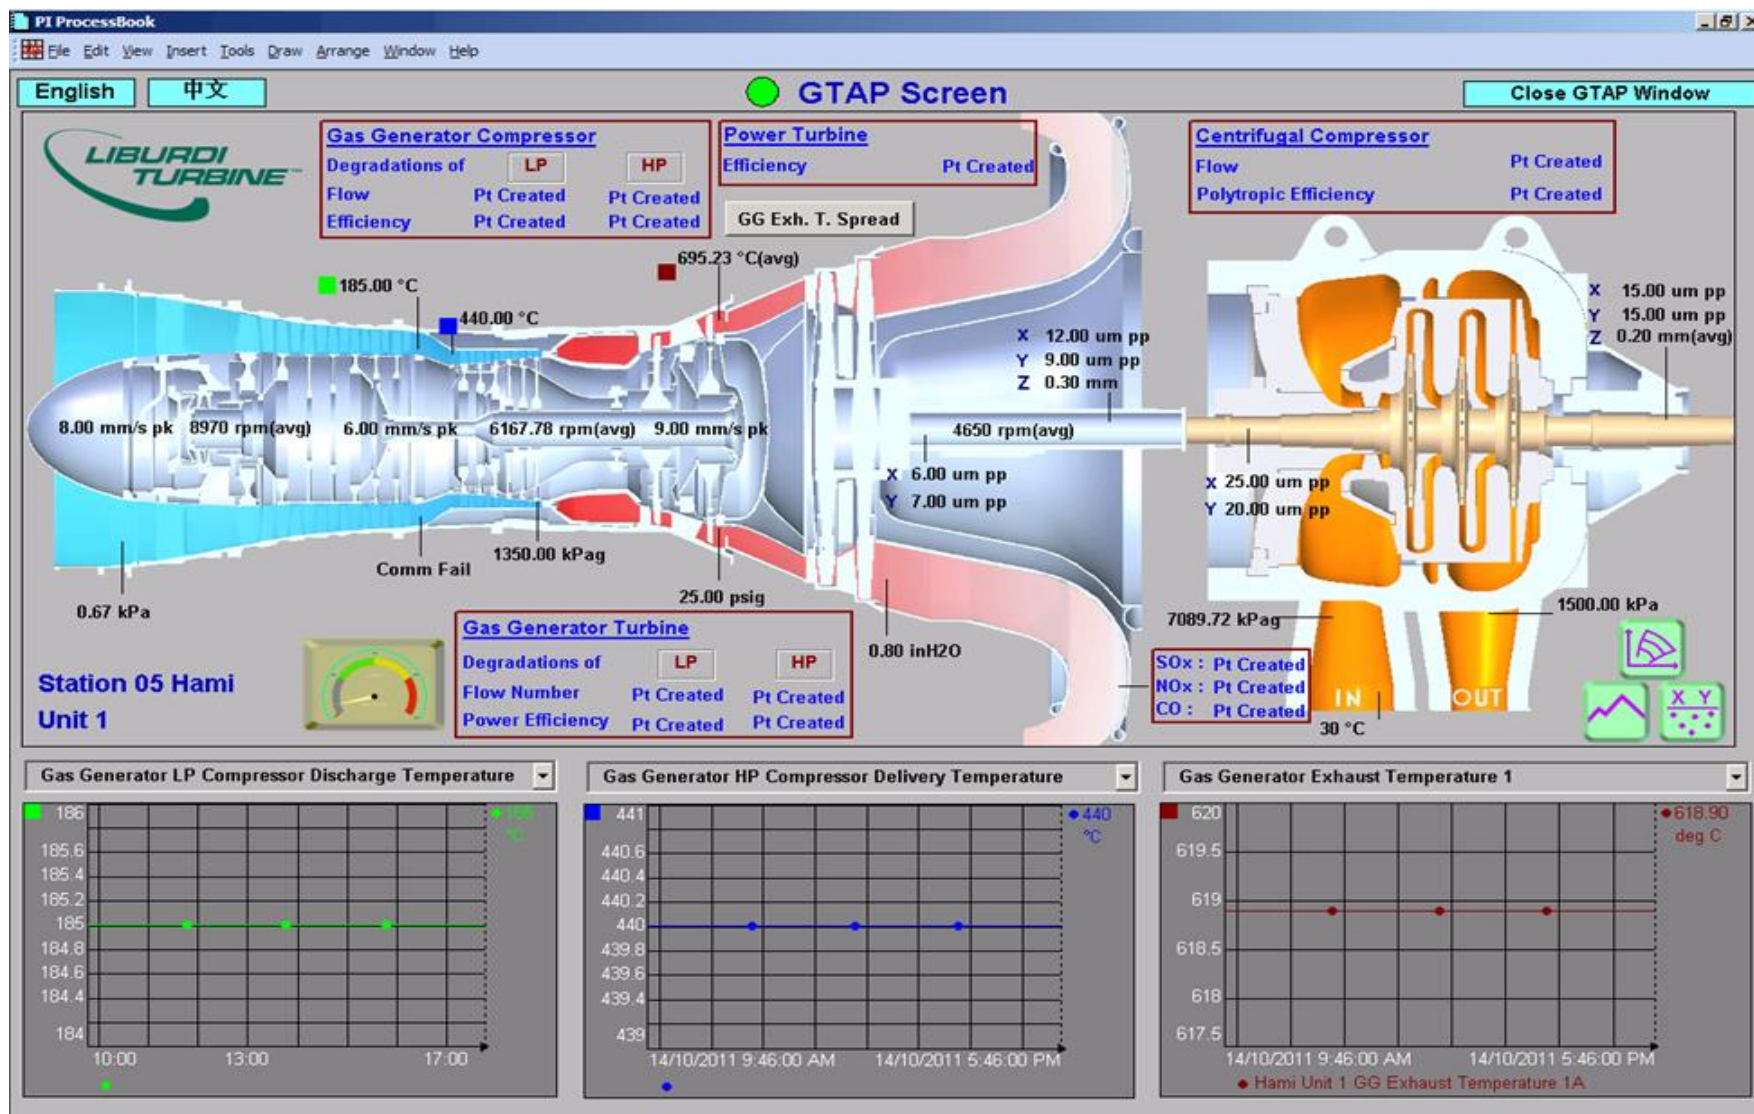 PI ProcessBook
File Edit View Insert Tools Draw Arrange Window Help
English 中文 GTAP Screen Close GTAP Window
LIBURDI
TURBINE™
Gas Generator Compressor
Degradations of LP HP
Flow Pt Created Pt Created
Efficiency Pt Created Pt Created
Power Turbine
Efficiency Pt Created
GG Exh. T. Spread
Centrifugal Compressor
Flow Pt Created
Polytropic Efficiency Pt Created
695.23 °C(avg)
185.00 °C
440.00 °C
X 12.00 um pp
Y 9.00 um pp
Z 0.30 mm
X 15.00 um pp
Y 15.00 um pp
Z 0.20 mm(avg)
8.00 mm/s pk 8970 rpm(avg) 6.00 mm/s pk 6167.78 rpm(avg) 9.00 mm/s pk 4650 rpm(avg)
X 6.00 um pp
Y 7.00 um pp
X 25.00 um pp
Y 20.00 um pp
1350.00 kPag
Comm Fail
0.67 kPa
25.00 psig
0.80 inH2O
7089.72 kPag
1500.00 kPa
Gas Generator Turbine
Degradations of LP HP
Flow Number Pt Created Pt Created
Power Efficiency Pt Created Pt Created
Station 05 Hami
Unit 1
SOx : Pt Created
NOx : Pt Created
CO : Pt Created
IN OUT
30 °C
X Y
Gas Generator LP Compressor Discharge Temperature
186
185.6
185.4
185.2
185
184.8
184.6
184.4
184
10:00 13:00 17:00
185
°C
Gas Generator HP Compressor Delivery Temperature
441
440.6
440.4
440.2
440
439.8
439.6
439.4
439
14/10/2011 9:46:00 AM 14/10/2011 5:46:00 PM
440
°C
Gas Generator Exhaust Temperature 1
620
619.5
619
618.5
618
617.5
14/10/2011 9:46:00 AM 14/10/2011 5:46:00 PM
618.90
deg C
Hami Unit 1 GG Exhaust Temperature 1A